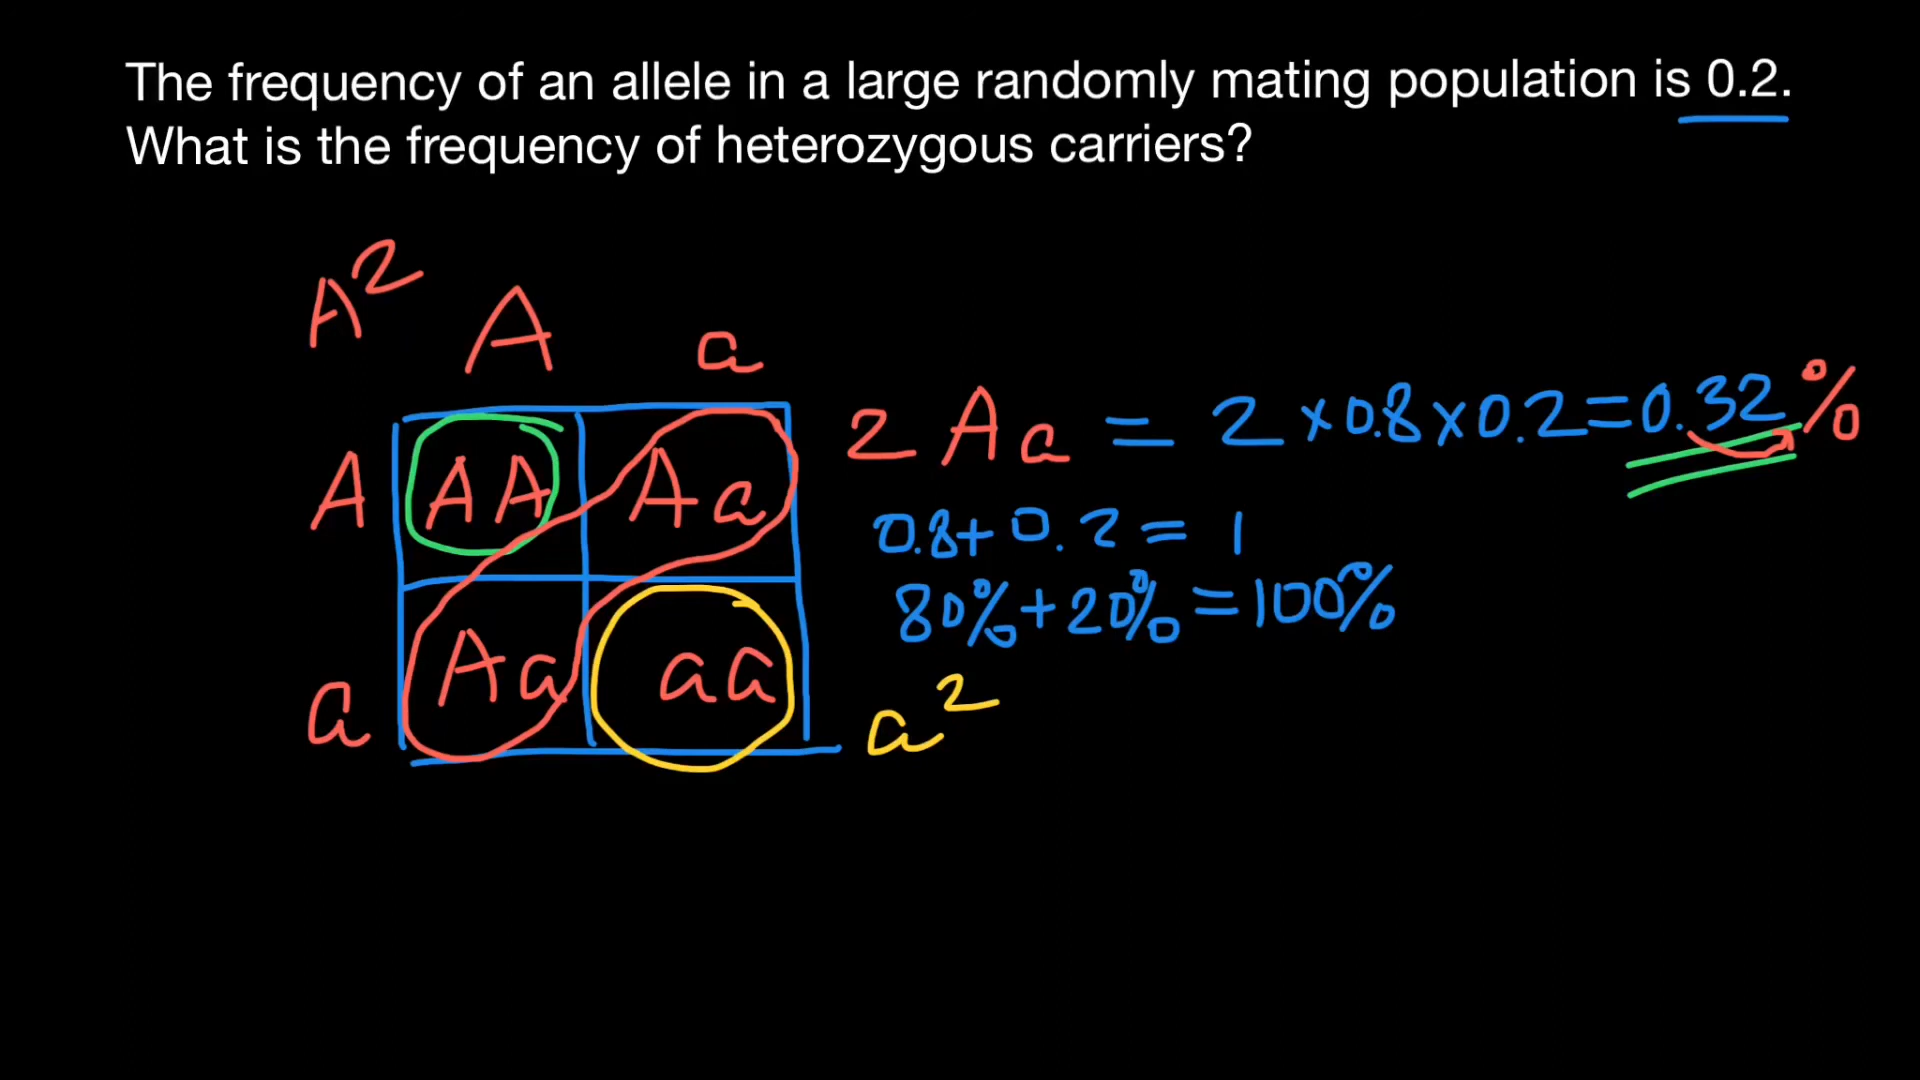 The frequency of an allele in a large randomly mating population is 0.2.
What is the frequency of heterozygous carriers?
A²
A a
A AA Aa
a Aa aa
2 Aa = 2 x 0.8 x 0.2 = 0.32 %
0.8 + 0.2 = 1
80% + 20% = 100%
a²